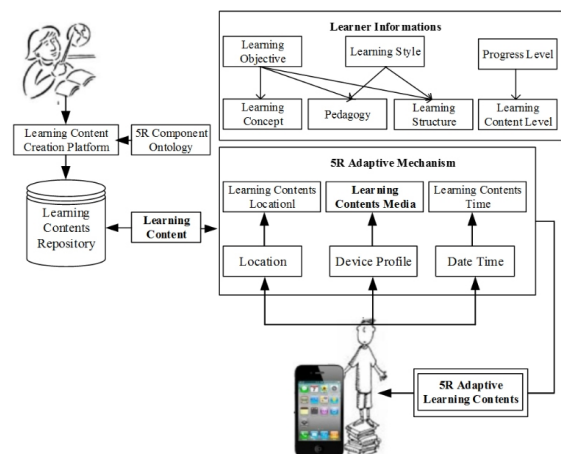 Learner Informations
Learning
Objective
Learning Style
Progress Level
Learning
Concept
Pedagogy
Learning
Structure
Learning
Content Level
Learning Content
Creation Platform
5R Component
Ontology
5R Adaptive Mechanism
Learning Contents
Locationl
Learning
Contents Media
Learning Contents
Time
Learning
Contents
Repository
Learning
Content
Location
Device Profile
Date Time
5R Adaptive
Learning Contents